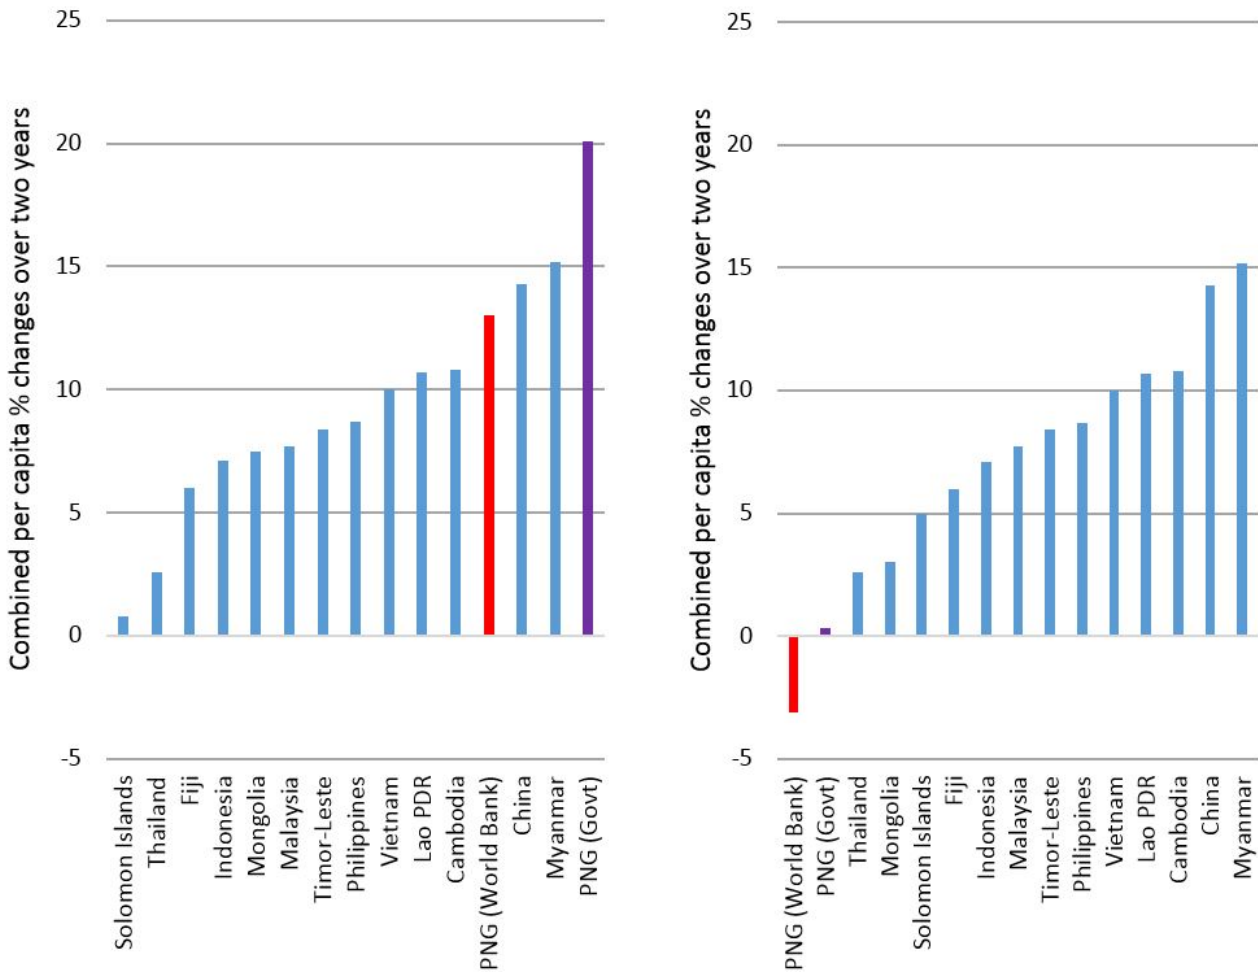 Combined per capita % changes over two years
25
20
15
10
5
0
-5
Solomon Islands
Thailand
Fiji
Indonesia
Mongolia
Malaysia
Timor-Leste
Philippines
Vietnam
Lao PDR
Cambodia
PNG (World Bank)
China
Myanmar
PNG (Govt)
Combined per capita % changes over two years
25
20
15
10
5
0
-5
PNG (World Bank)
PNG (Govt)
Thailand
Mongolia
Solomon Islands
Fiji
Indonesia
Malaysia
Timor-Leste
Philippines
Vietnam
Lao PDR
Cambodia
China
Myanmar